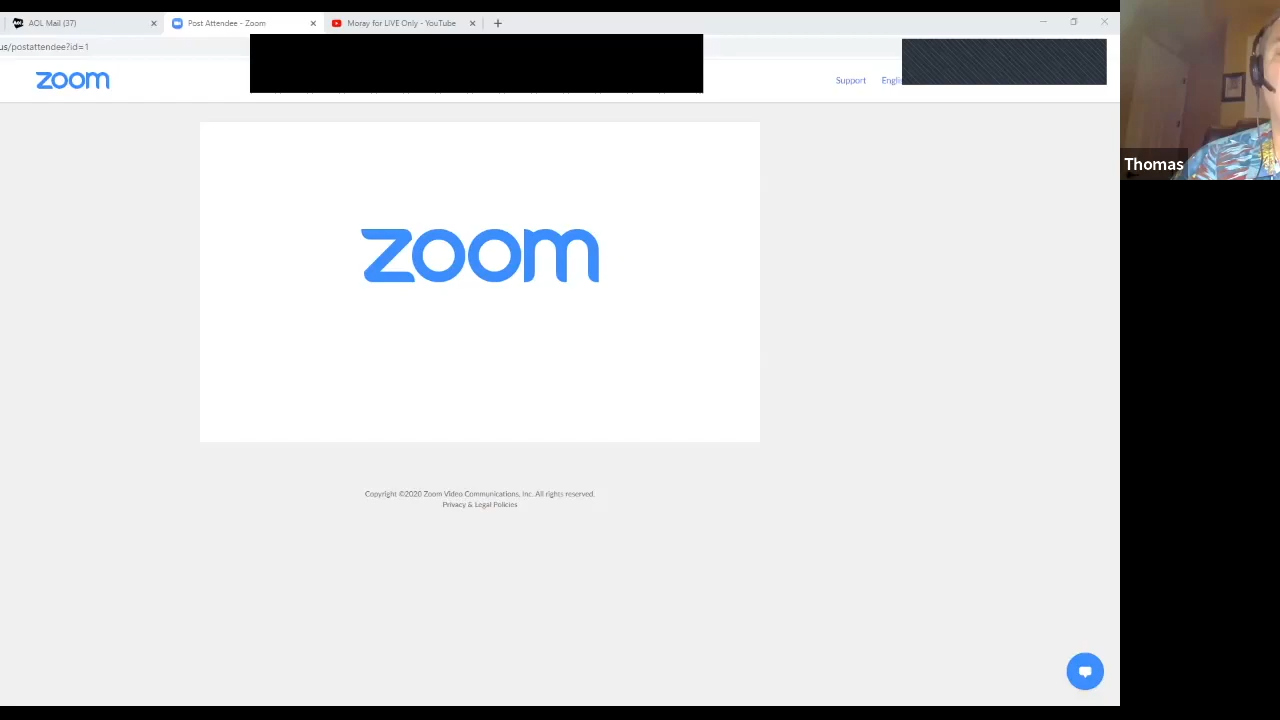 AOL Mail (37)
Post Attendee - Zoom
Moray for LIVE Only - YouTube
us/postattendee?id=1
zoom
Support
Thomas
zoom
Copyright ©2020 Zoom Video Communications, Inc. All rights reserved.
Privacy & Legal Policies